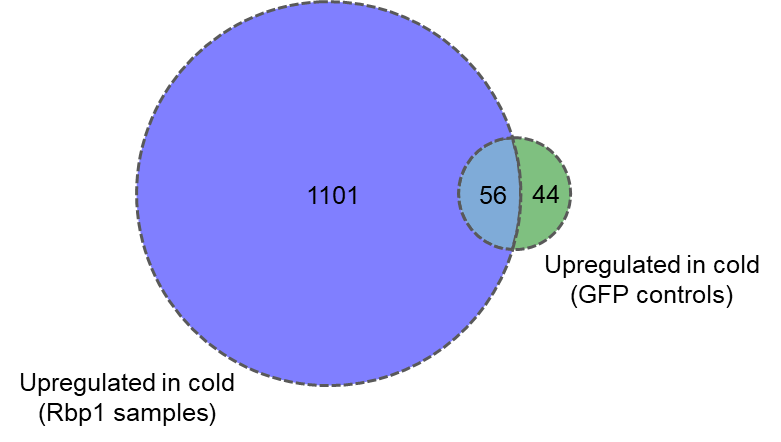 1101
56
44
Upregulated in cold
(GFP controls)
Upregulated in cold
(Rbp1 samples)